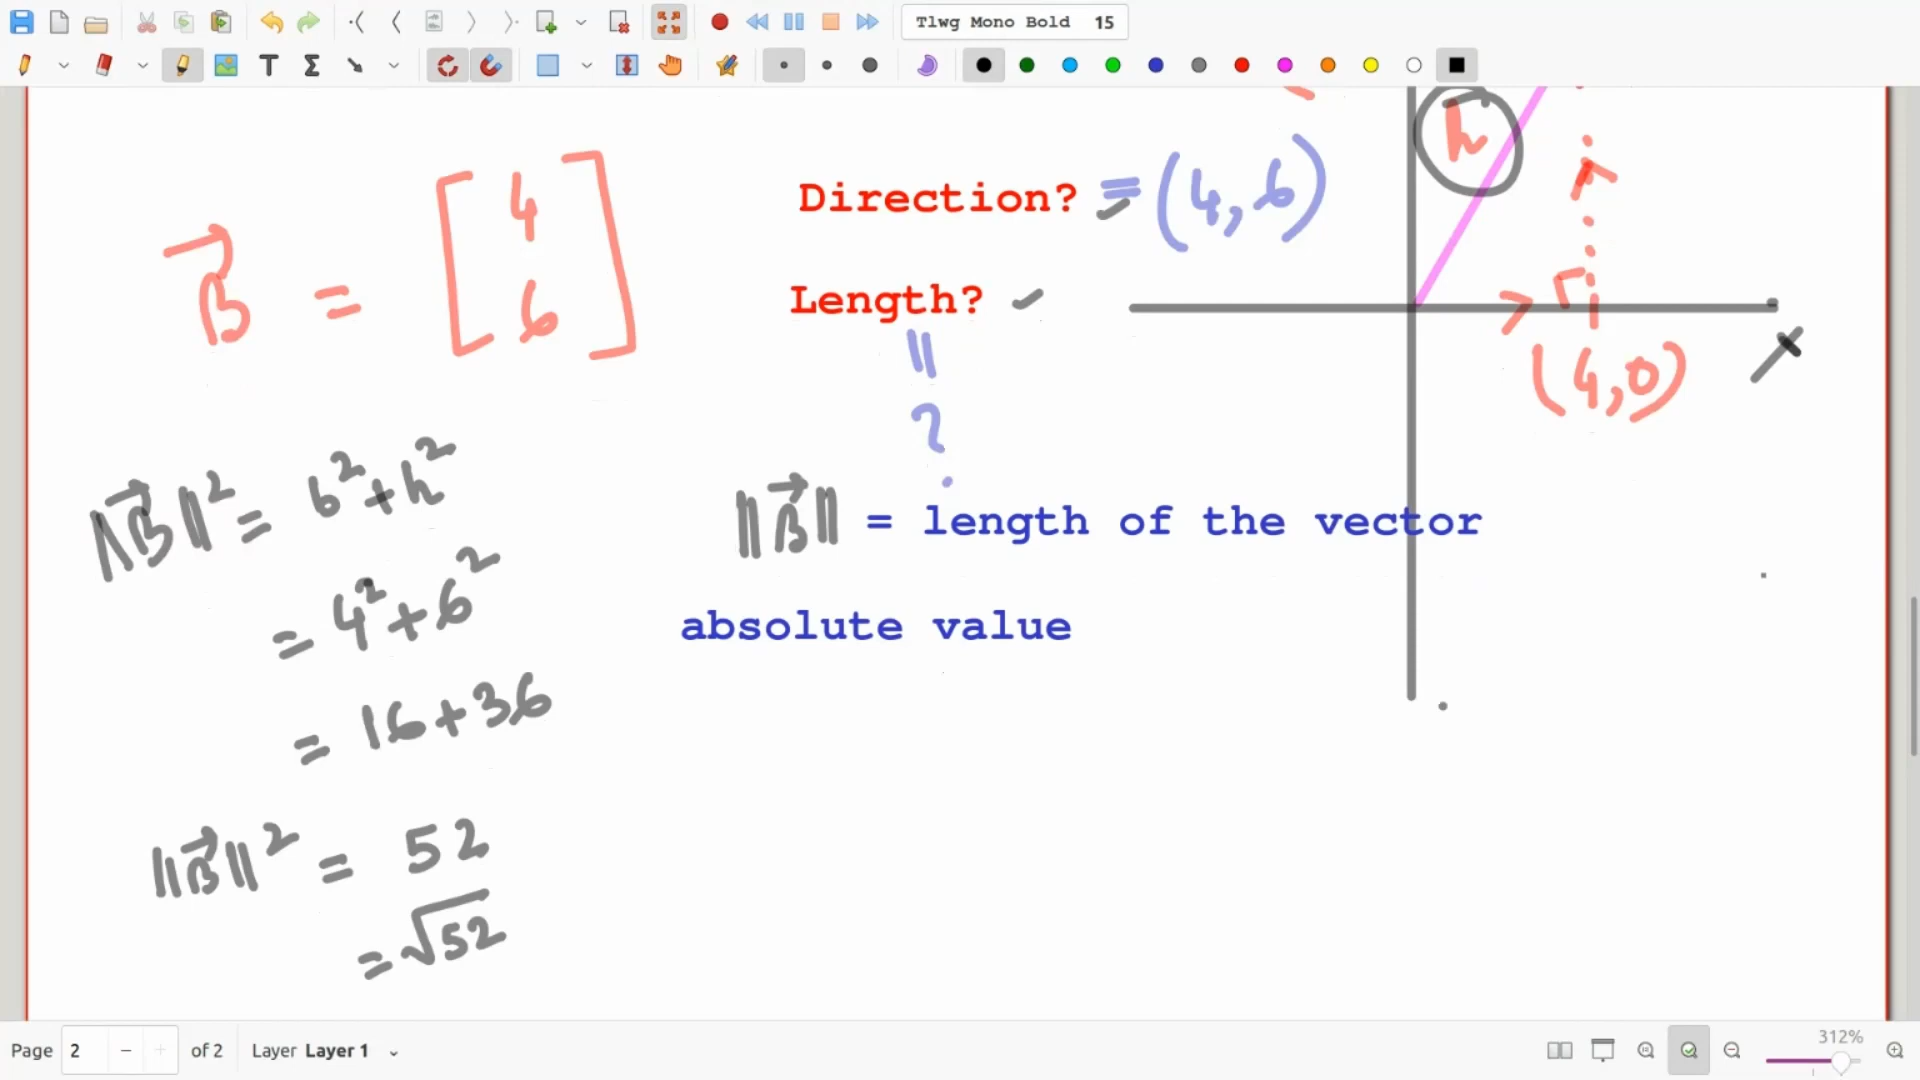 Tlwg Mono Bold 15
h
Direction? = (4,6)
B = [4
6]
Length?
||
?
(4,0)
x
||B||² = b²+h²
||B|| = length of the vector
= 4²+6²
absolute value
= 16+36
||B||² = 52
= √52
Page 2 of 2 Layer Layer 1
312%